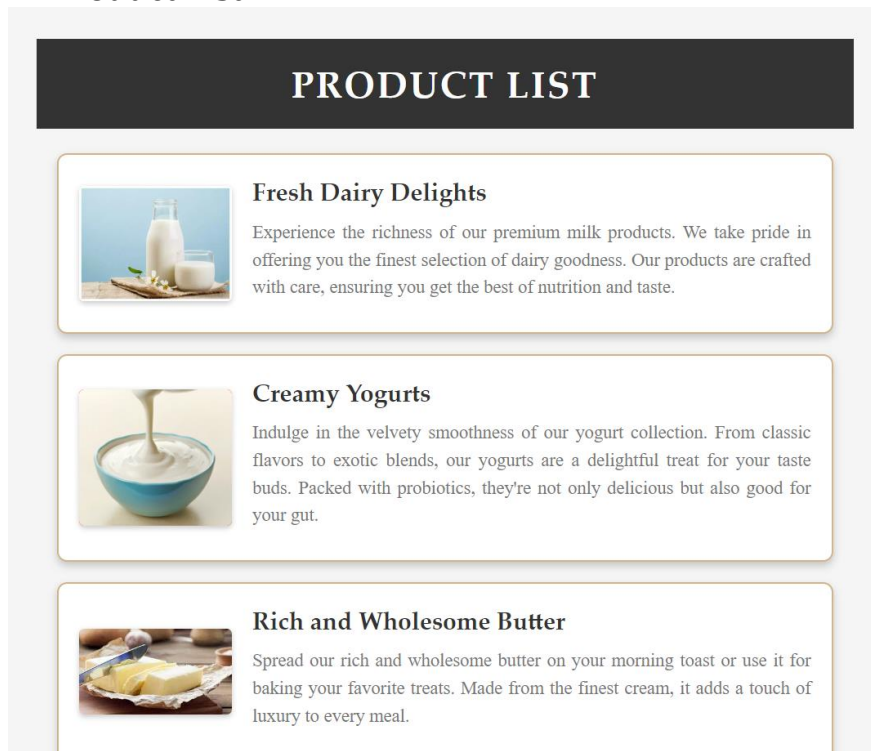 PRODUCT LIST
Fresh Dairy Delights
Experience the richness of our premium milk products. We take pride in
offering you the finest selection of dairy goodness. Our products are crafted
with care, ensuring you get the best of nutrition and taste.
Creamy Yogurts
Indulge in the velvety smoothness of our yogurt collection. From classic
flavors to exotic blends, our yogurts are a delightful treat for your taste
buds. Packed with probiotics, they're not only delicious but also good for
your gut.
Rich and Wholesome Butter
Spread our rich and wholesome butter on your morning toast or use it for
baking your favorite treats. Made from the finest cream, it adds a touch of
luxury to every meal.